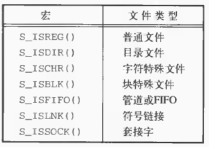 宏 文件类型
S_ISREG() 普通文件
S_ISDIR() 目录文件
S_ISCHR() 字符特殊文件
S_ISBLK() 块特殊文件
S_ISFIFO() 管道或FIFO
S_ISLNK() 符号链接
S_ISSOCK() 套接字